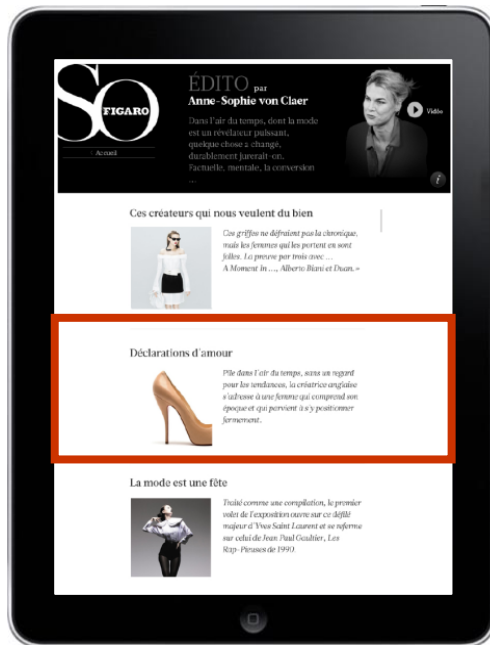 SO
FIGARO
‹ Accueil
ÉDITO par
Anne-Sophie von Claer
Dans l'air du temps, dont la mode
est un révélateur puissant,
quelque chose a changé,
durablement jurerait-on.
Factuelle, mentale, la conversion
...
Vidéo
i
Ces créateurs qui nous veulent du bien
Ces griffes ne défraient pas la chronique,
mais les femmes qui les portent en sont
folles. La preuve par trois avec ...
A Moment In ..., Alberto Biani et Duan. »
Déclarations d'amour
Pile dans l'air du temps, sans un regard
pour les tendances, la créatrice anglaise
s'adresse à une femme qui comprend son
époque et qui parvient à s'y positionner
fermement.
La mode est une fête
Traité comme une compilation, le premier
volet de l'exposition ouvre sur ce défilé
majeur d'Yves Saint Laurent et se referme
sur celui de Jean Paul Gaultier, Les
Rap-Pieuses de 1990.